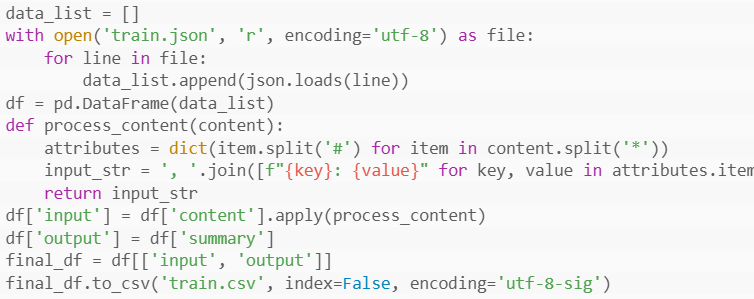 data_list = []
with open('train.json', 'r', encoding='utf-8') as file:
    for line in file:
        data_list.append(json.loads(line))
df = pd.DataFrame(data_list)
def process_content(content):
    attributes = dict(item.split('#') for item in content.split('*'))
    input_str = ', '.join([f"{key}: {value}" for key, value in attributes.item
    return input_str
df['input'] = df['content'].apply(process_content)
df['output'] = df['summary']
final_df = df[['input', 'output']]
final_df.to_csv('train.csv', index=False, encoding='utf-8-sig')